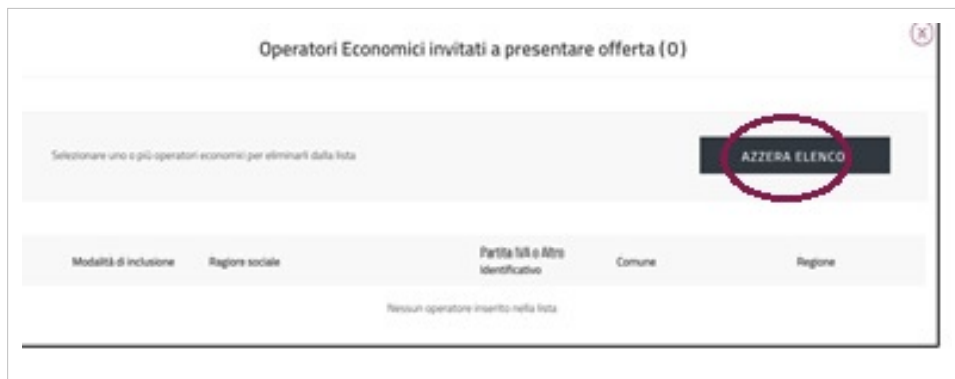 Operatori Economici invitati a presentare offerta (0)
Selezionare uno o più operatori economici per eliminarli dalla lista
AZZERA ELENCO
Modalità di inclusione
Ragione sociale
Partita IVA o Altro
Identificativo
Comune
Regione
Nessun operatore inserito nella lista